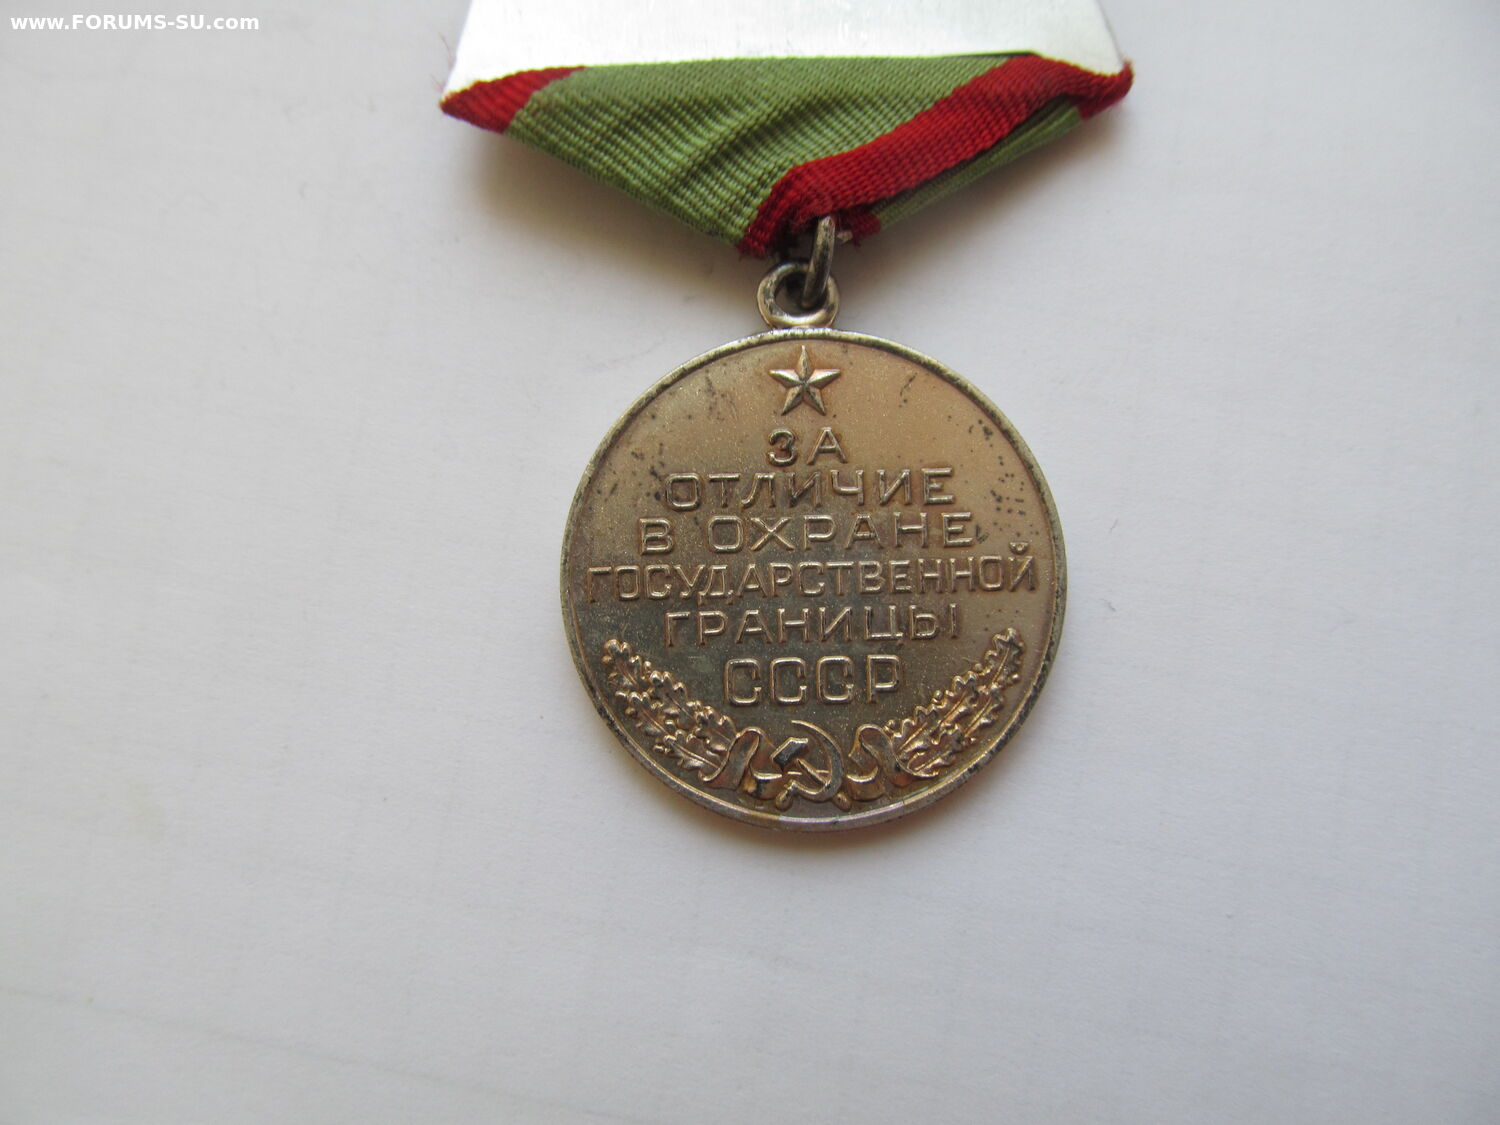 www.FORUMS-SU.com
ЗА
ОТЛИЧИЕ
В ОХРАНЕ
ГОСУДАРСТВЕННОЙ
ГРАНИЦЫ
СССР